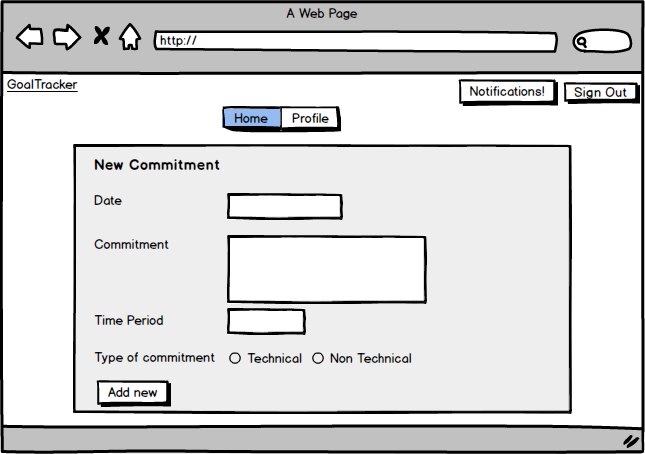 A Web Page
http://
GoalTracker
Notifications!
Sign Out
Home
Profile
New Commitment
Date
Commitment
Time Period
Type of commitment
Technical
Non Technical
Add new